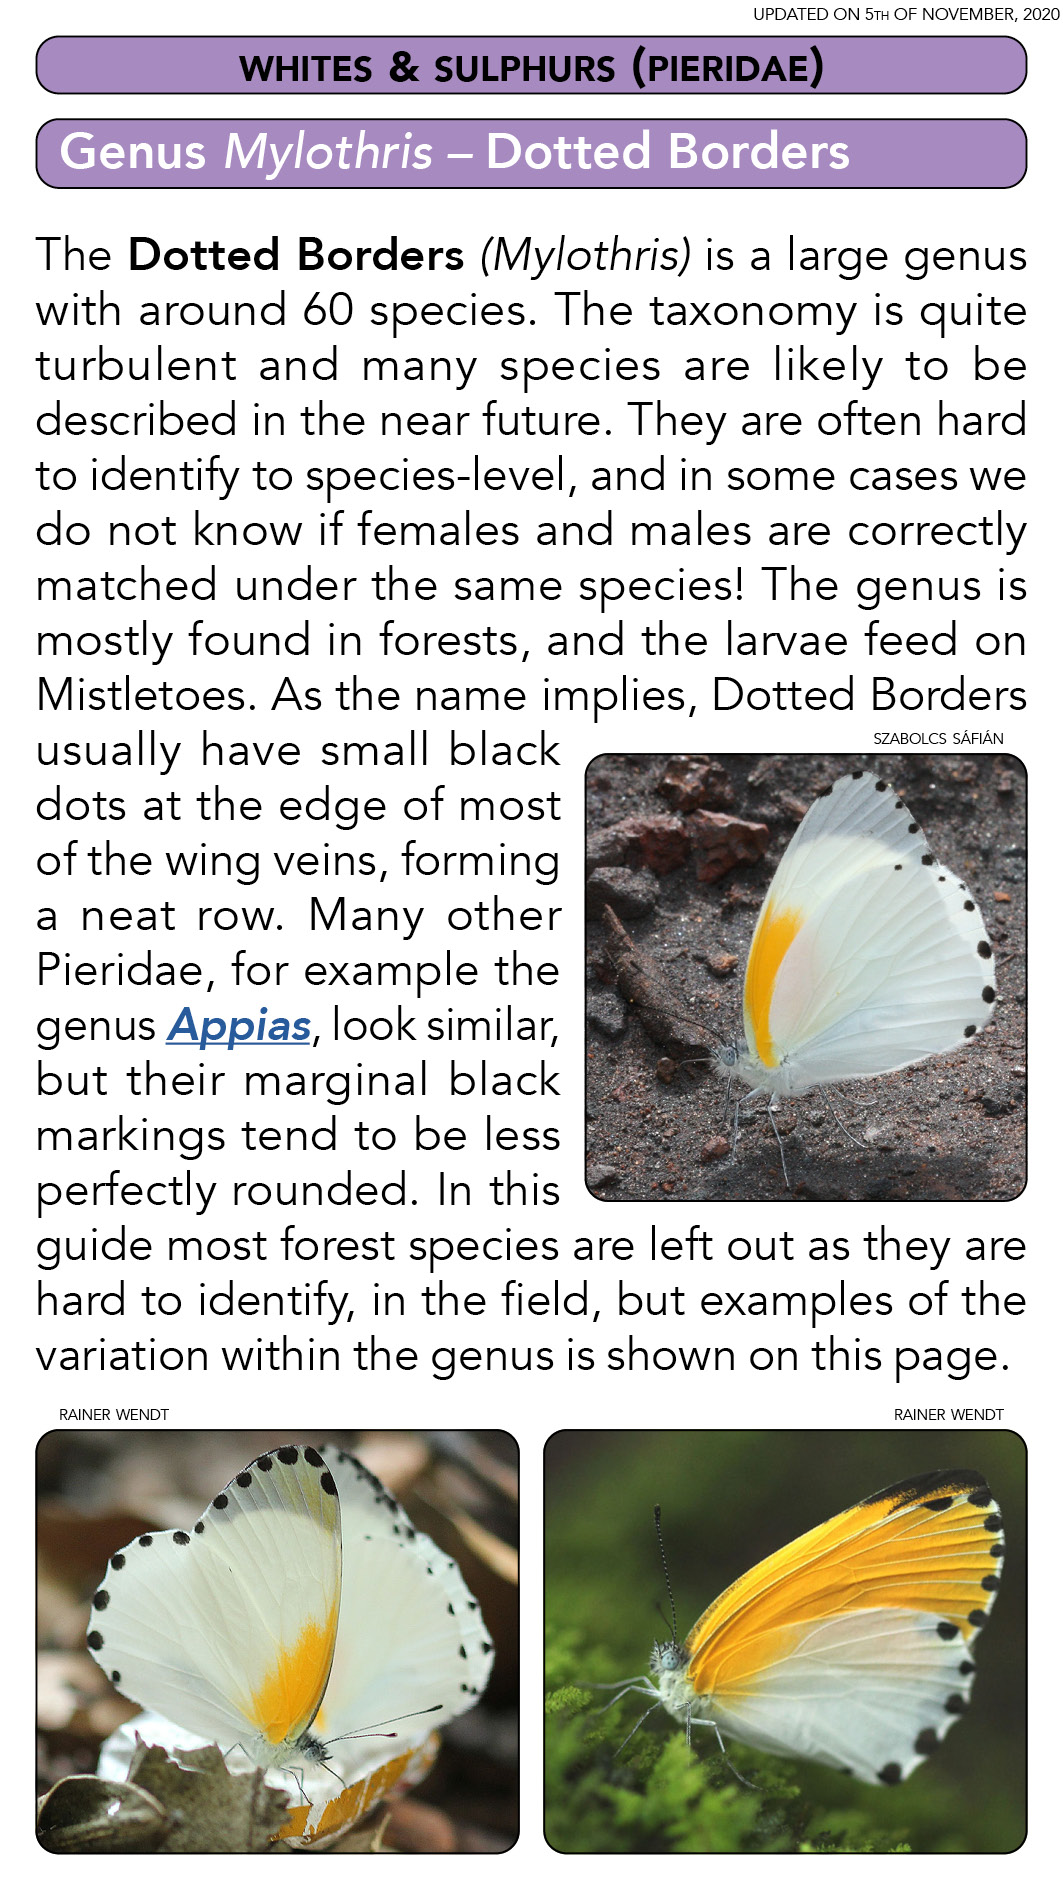 UPDATED ON 5TH OF NOVEMBER, 2020
WHITES & SULPHURS (PIERIDAE)
Genus Mylothris – Dotted Borders
The Dotted Borders (Mylothris) is a large genus
with around 60 species. The taxonomy is quite
turbulent and many species are likely to be
described in the near future. They are often hard
to identify to species-level, and in some cases we
do not know if females and males are correctly
matched under the same species! The genus is
mostly found in forests, and the larvae feed on
Mistletoes. As the name implies, Dotted Borders
usually have small black
dots at the edge of most
of the wing veins, forming
a neat row. Many other
Pieridae, for example the
genus Appias, look similar,
but their marginal black
markings tend to be less
perfectly rounded. In this
guide most forest species are left out as they are
hard to identify, in the field, but examples of the
variation within the genus is shown on this page.
SZABOLCS SÁFIÁN
RAINER WENDT
RAINER WENDT